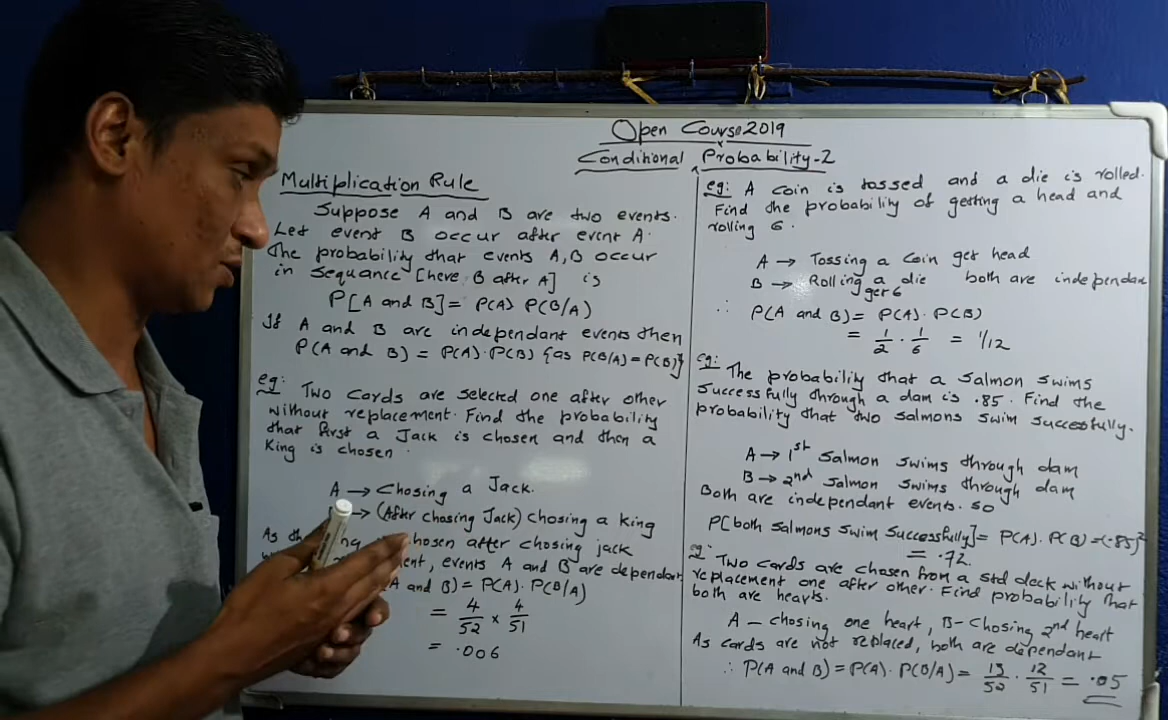 Open Course 2019
Conditional Probability-2
Multiplication Rule
Suppose A and B are two events.
Let event B occur after event A.
The probability that events A,B occur
in sequance [here B after A] is
P[A and B]= P(A) P(B/A)
If A and B are independant events then
P(A and B) = P(A).P(B) {as P(B/A)=P(B)}
eg: Two cards are selected one after other
without replacement. Find the probability
that first a Jack is chosen and then a
King is chosen.
A → Chosing a Jack.
→ (After chosing Jack) chosing a King
As chosen after chosing jack
events A and B are dependant
A and B) = P(A). P(B/A)
= 4/52 × 4/51
= .006
eg: A coin is tossed and a die is rolled.
Find the probability of getting a head and
rolling 6.
A → Tossing a coin get head
B → Rolling a die both are independan
get 6
∴ P(A and B)= P(A). P(B)
= 1/2 . 1/6 = 1/12
eg: The probability that a Salmon swims
Successfully through a dam is .85. Find the
probability that two salmons swim successfully.
A → 1st Salmon swims through dam
B → 2nd Salmon swims through dam
Both are independant events. so
P[both salmons swim successfully]= P(A). P(B)=(.85)²
= .72.
Two cards are chosen from a std deck without
replacement one after other. Find probability that
both are hearts.
A - chosing one heart, B- chosing 2nd heart
As cards are not replaced, both are dependant
∴ P(A and B) = P(A). P(B/A) = 13/52 . 12/51 = .05